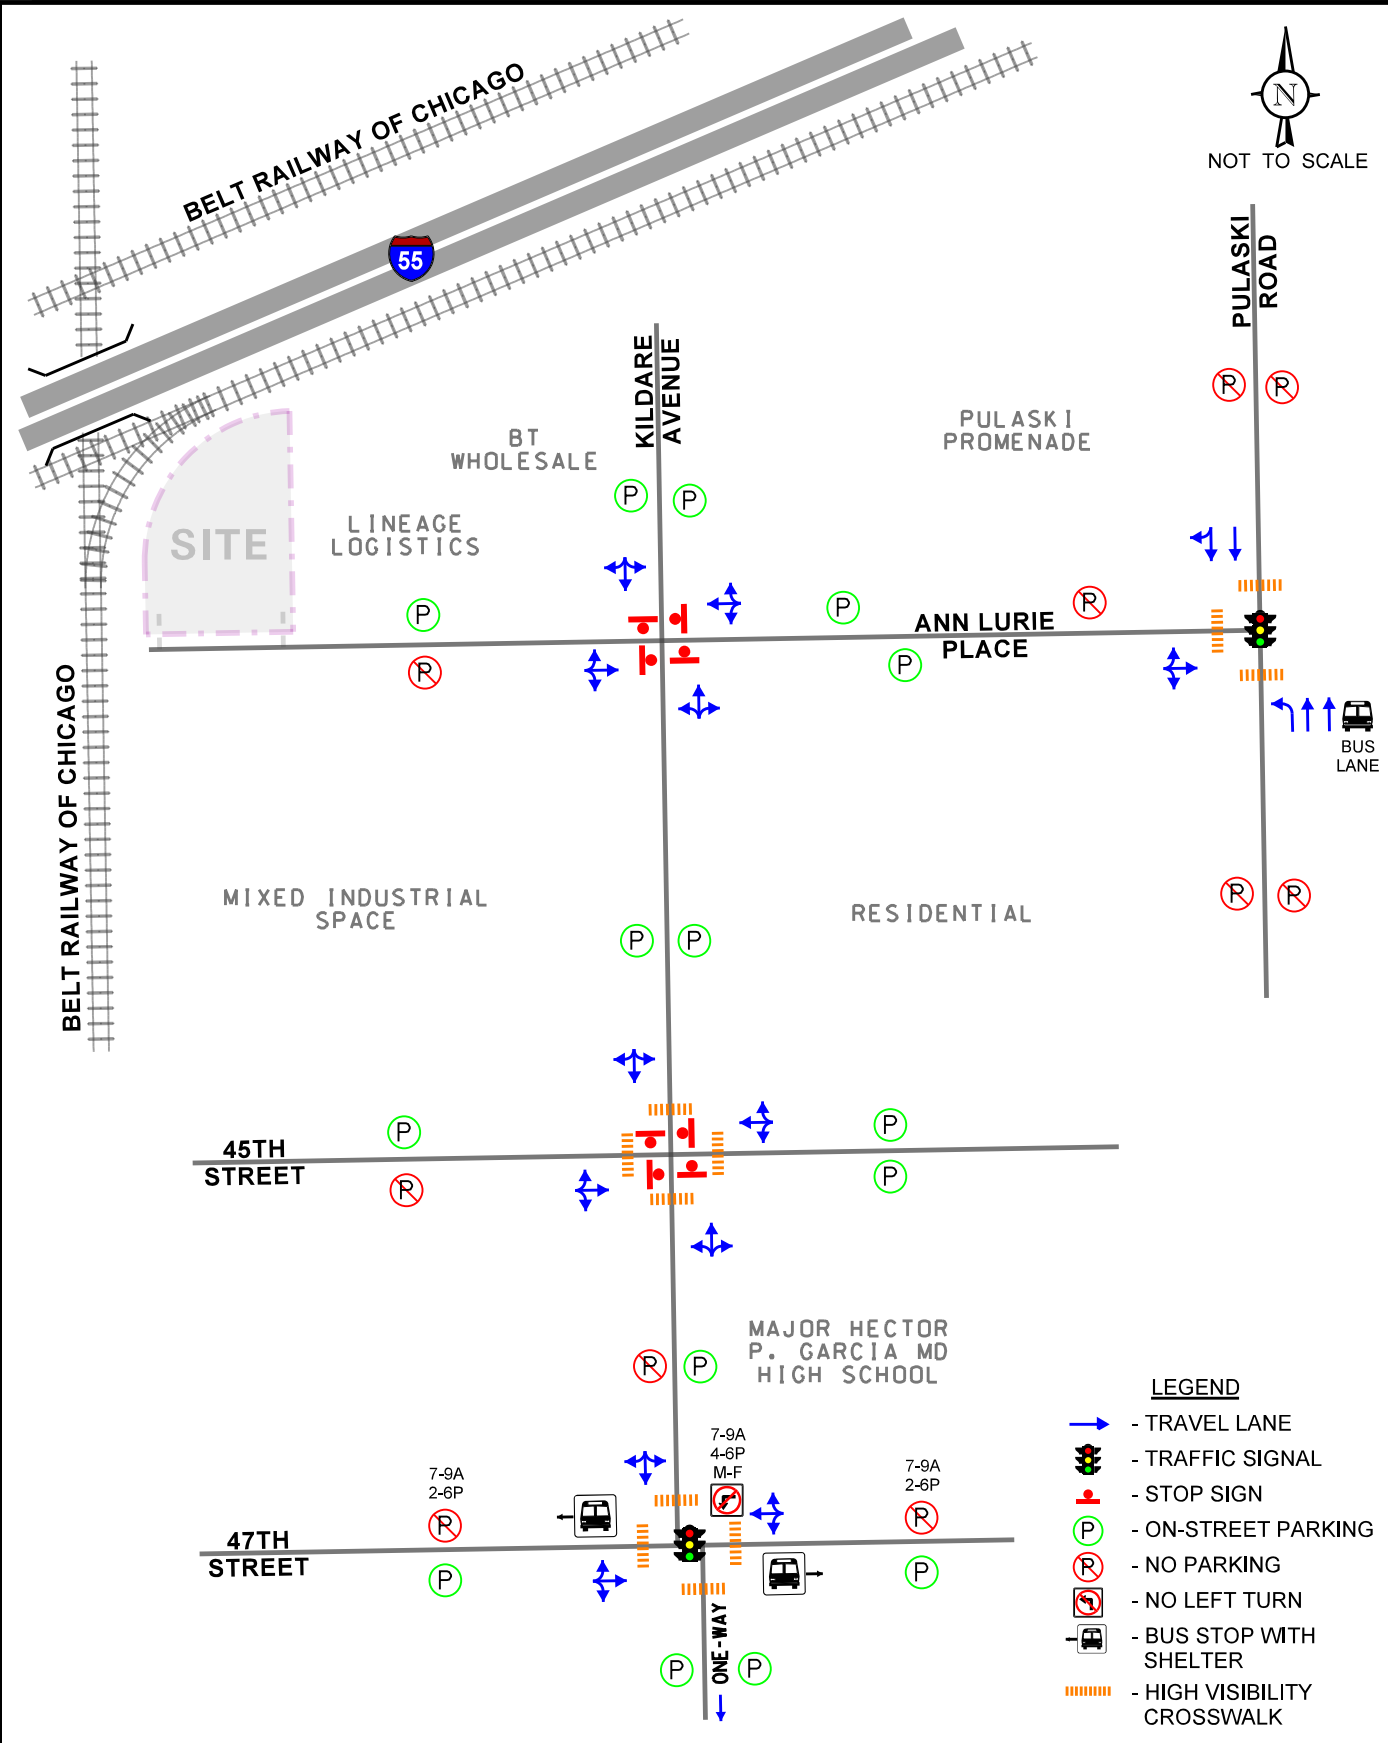 BELT RAILWAY OF CHICAGO
55
N
NOT TO SCALE
PULASKI
ROAD
KILDARE
AVENUE
P
P
PULASKI
PROMENADE
BT
WHOLESALE
P
P
LINEAGE
LOGISTICS
SITE
P
P
P
ANN LURIE
PLACE
P
P
P
BUS
LANE
BELT RAILWAY OF CHICAGO
MIXED INDUSTRIAL
SPACE
RESIDENTIAL
P
P
P
P
45TH
STREET
P
P
P
P
MAJOR HECTOR
P. GARCIA MD
HIGH SCHOOL
P
P
7-9A
4-6P
M-F
7-9A
2-6P
P
7-9A
2-6P
P
47TH
STREET
P
P
ONE-WAY
P
P
LEGEND
- TRAVEL LANE
- TRAFFIC SIGNAL
- STOP SIGN
P - ON-STREET PARKING
P - NO PARKING
- NO LEFT TURN
- BUS STOP WITH
SHELTER
- HIGH VISIBILITY
CROSSWALK